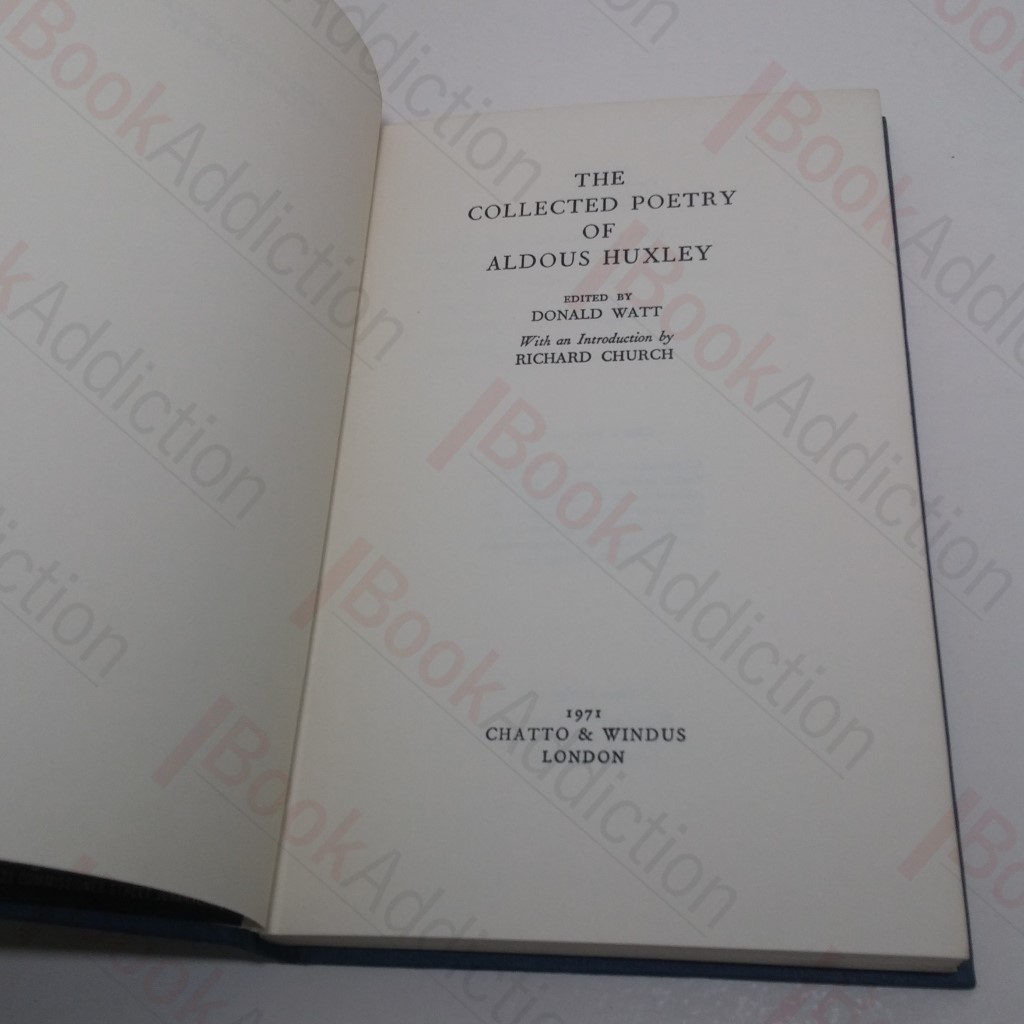 THE
COLLECTED POETRY
OF
ALDOUS HUXLEY
EDITED BY
DONALD WATT
With an Introduction by
RICHARD CHURCH
1971
CHATTO & WINDUS
LONDON
BookAddiction